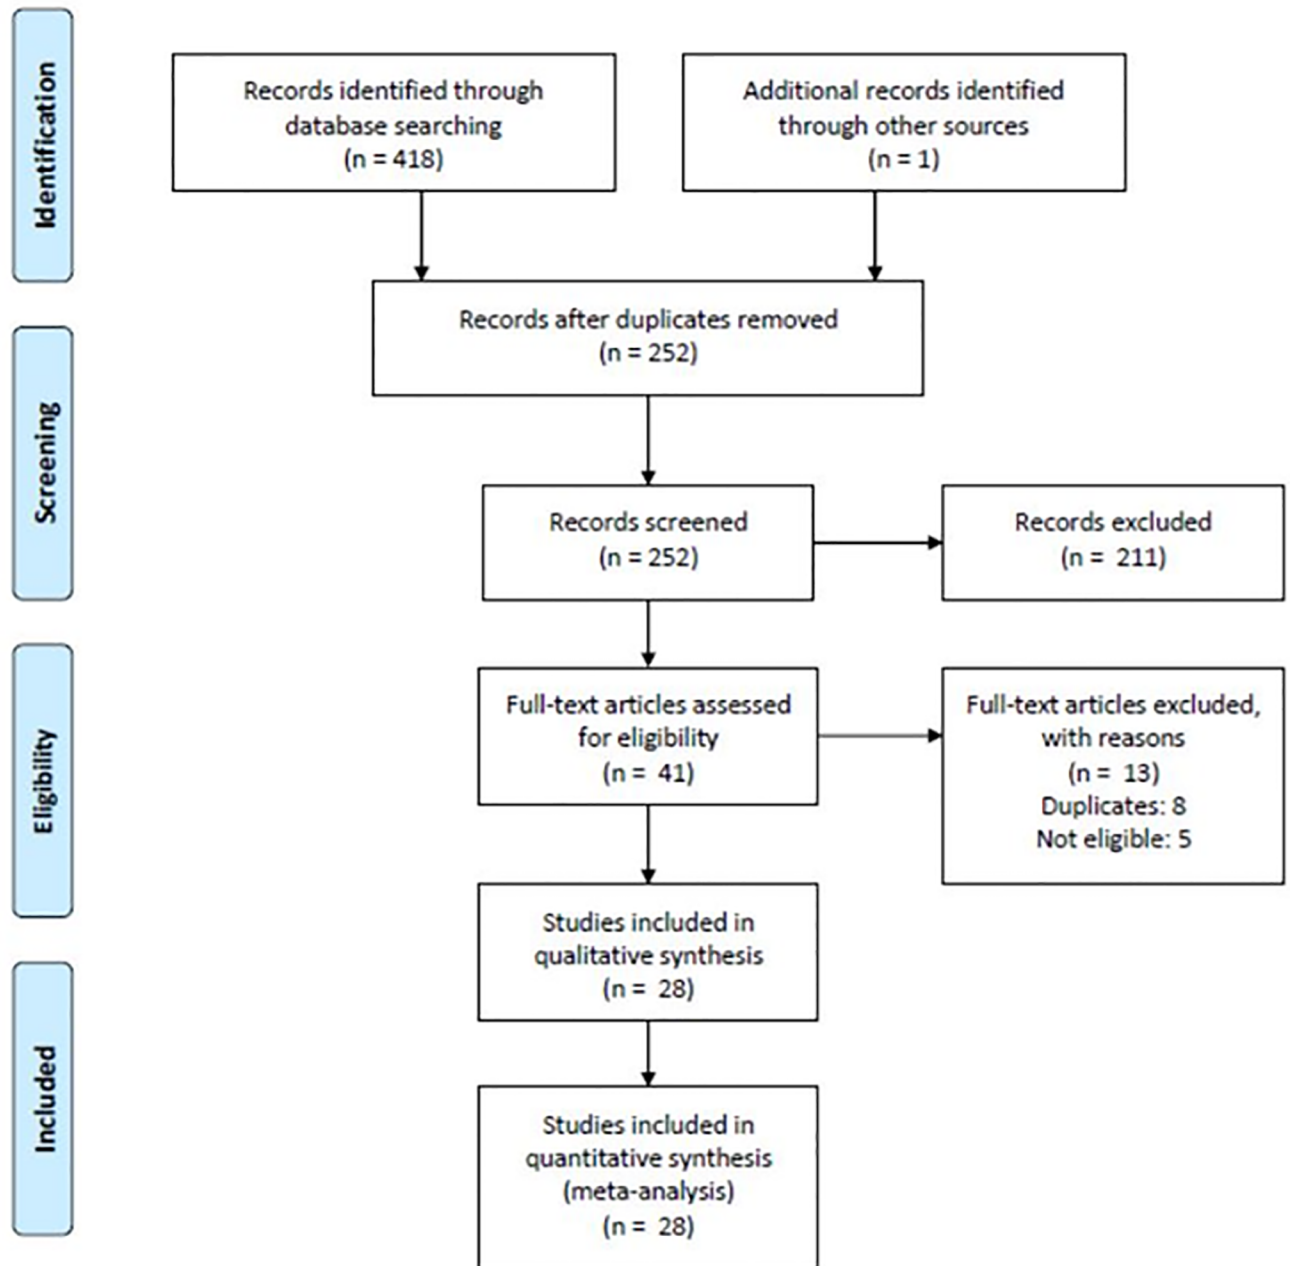 Identification
Records identified through
database searching
(n = 418)
Additional records identified
through other sources
(n = 1)
Records after duplicates removed
(n = 252)
Screening
Records screened
(n = 252)
Records excluded
(n = 211)
Eligibility
Full-text articles assessed
for eligibility
(n = 41)
Full-text articles excluded,
with reasons
(n = 13)
Duplicates: 8
Not eligible: 5
Studies included in
qualitative synthesis
(n = 28)
Included
Studies included in
quantitative synthesis
(meta-analysis)
(n = 28)